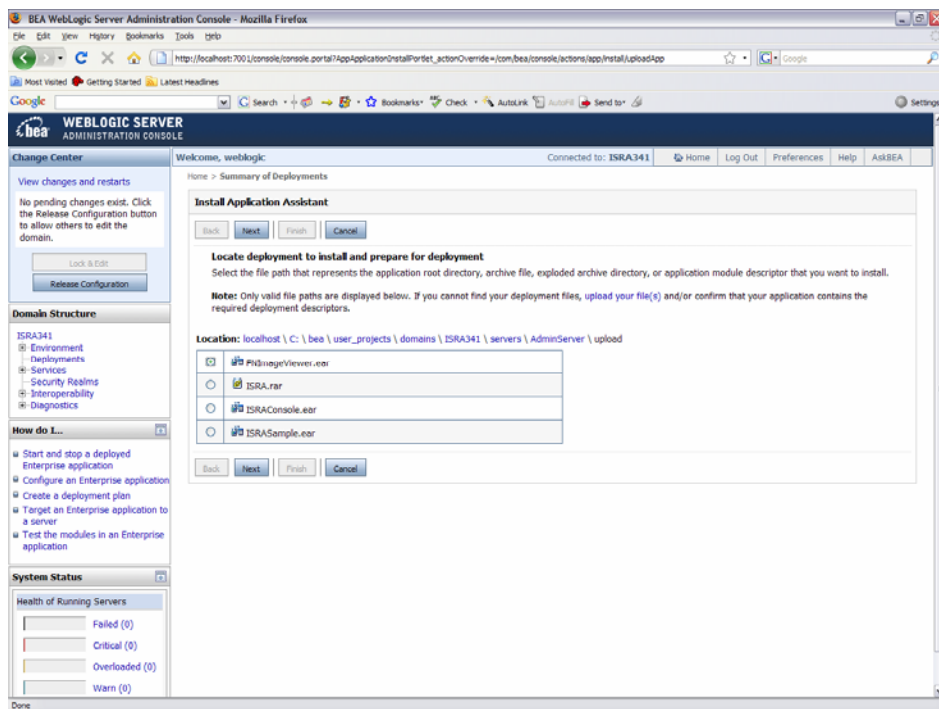 BEA WebLogic Server Administration Console - Mozilla Firefox
File Edit View History Bookmarks Tools Help
http://localhost:7001/console/console.portal?AppApplicationInstallPortlet_actionOverride=/com/bea/console/actions/app/install/uploadApp
Google
Most Visited Getting Started Latest Headlines
Google Search Bookmarks Check AutoLink AutoFill Send to Settings
bea WEBLOGIC SERVER
ADMINISTRATION CONSOLE
Change Center
View changes and restarts
No pending changes exist. Click
the Release Configuration button
to allow others to edit the
domain.
Lock & Edit
Release Configuration
Domain Structure
ISRA341
Environment
Deployments
Services
Security Realms
Interoperability
Diagnostics
How do I...
Start and stop a deployed
Enterprise application
Configure an Enterprise application
Create a deployment plan
Target an Enterprise application to
a server
Test the modules in an Enterprise
application
System Status
Health of Running Servers
Failed (0)
Critical (0)
Overloaded (0)
Warn (0)
Welcome, weblogic
Connected to: ISRA341
Home Log Out Preferences Help AskBEA
Home > Summary of Deployments
Install Application Assistant
Back Next Finish Cancel
Locate deployment to install and prepare for deployment
Select the file path that represents the application root directory, archive file, exploded archive directory, or application module descriptor that you want to install.
Note: Only valid file paths are displayed below. If you cannot find your deployment files, upload your file(s) and/or confirm that your application contains the
required deployment descriptors.
Location: localhost \ C: \ bea \ user_projects \ domains \ ISRA341 \ servers \ AdminServer \ upload
FNImageViewer.ear
ISRA.rar
ISRAConsole.ear
ISRASample.ear
Back Next Finish Cancel
Done